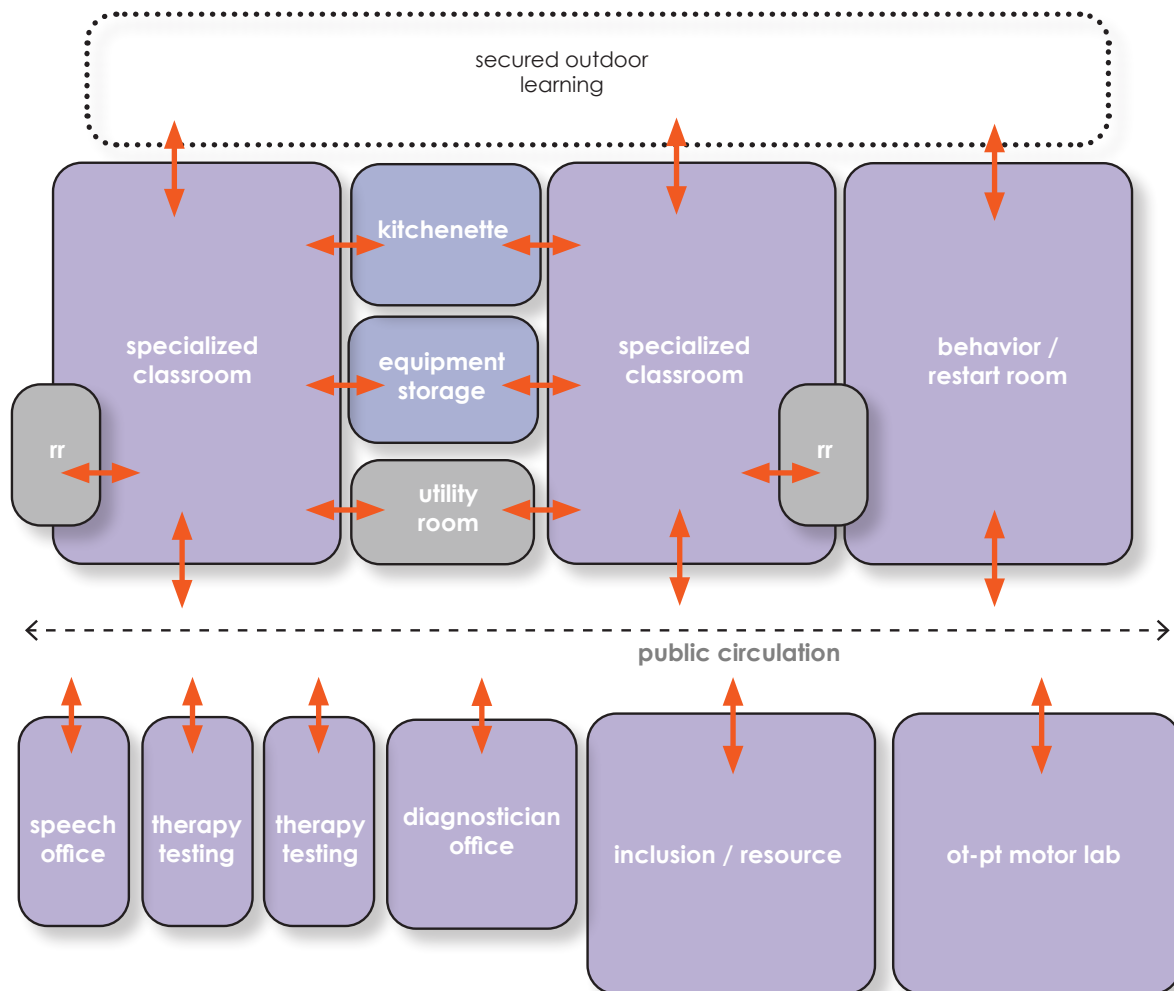 secured outdoor
learning
kitchenette
specialized
classroom
equipment
storage
specialized
classroom
behavior /
restart room
rr
rr
utility
room
public circulation
speech
office
therapy
testing
therapy
testing
diagnostician
office
inclusion / resource
ot-pt motor lab